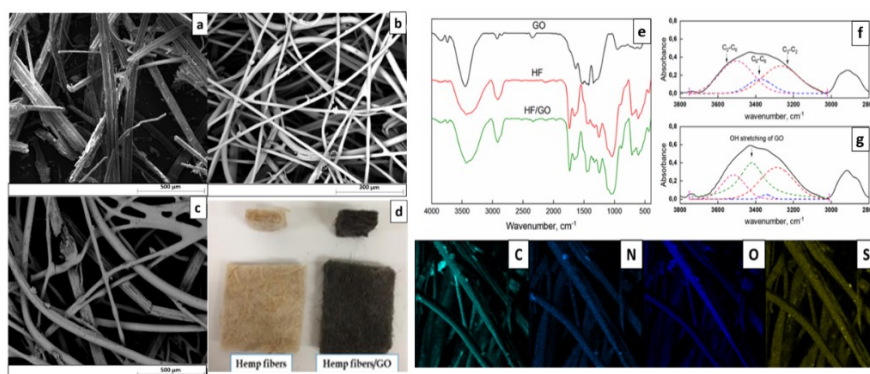 a
500 μm
b
200 μm
c
500 μm
d
Hemp fibers
Hemp fibers/GO
e
GO
HF
HF/GO
4000 3500 3000 2500 2000 1500 1000 500
Wavenumber, cm⁻¹
f
Absorbance
0,8
0,6
0,4
0,2
0,0
3800 3600 3400 3200 3000 2800
wavenumber, cm⁻¹
g
Absorbance
OH stretching of GO
0,8
0,6
0,4
0,2
0,0
3800 3600 3400 3200 3000 2800
wavenumber, cm⁻¹
C
N
O
S